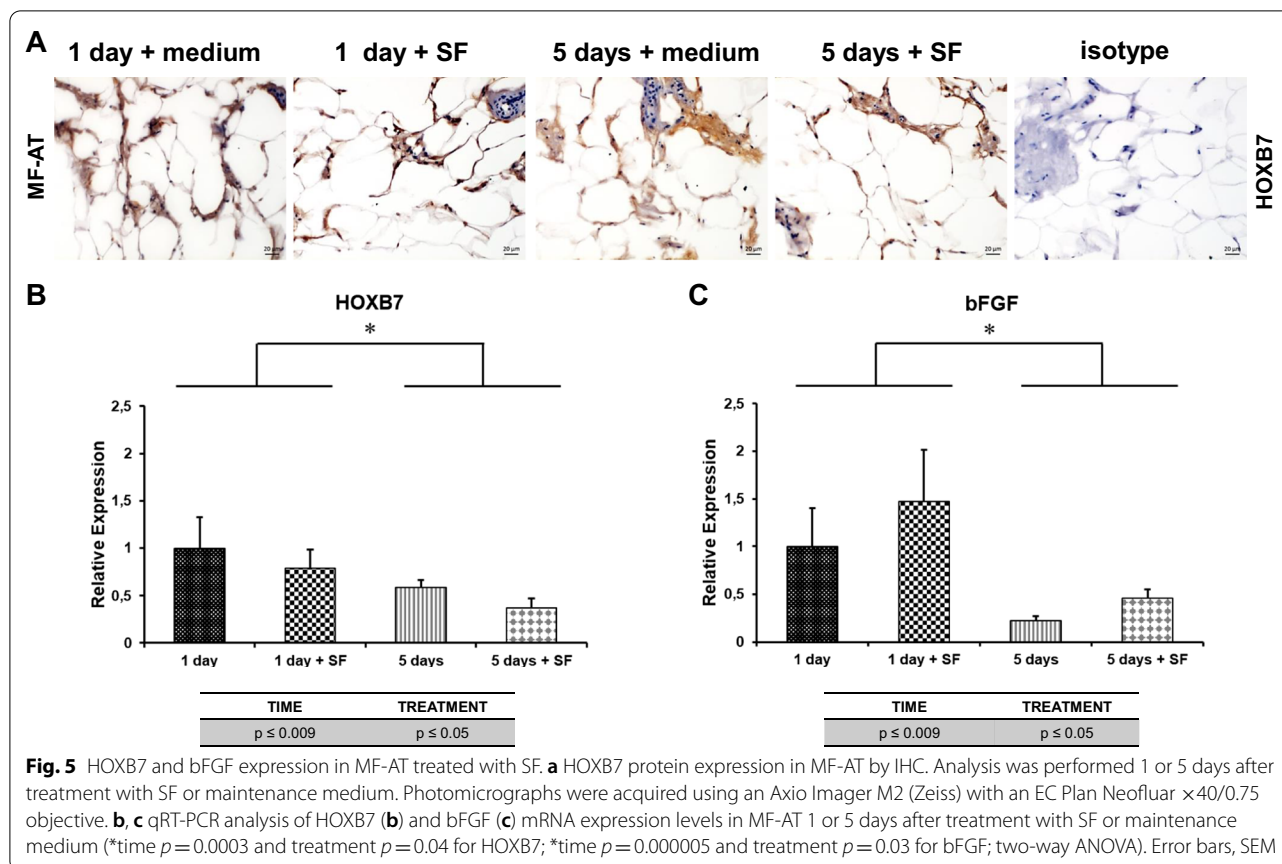 A
1 day + medium 1 day + SF 5 days + medium 5 days + SF isotype
MF-AT
HOXB7
20 µm 20 µm 20 µm 20 µm 20 µm
B
HOXB7
*
Relative Expression
2,5
2
1,5
1
0,5
0
1 day 1 day + SF 5 days 5 days + SF
TIME TREATMENT
p ≤ 0.009 p ≤ 0.05
C
bFGF
*
Relative Expression
2,5
2
1,5
1
0,5
0
1 day 1 day + SF 5 days 5 days + SF
TIME TREATMENT
p ≤ 0.009 p ≤ 0.05
Fig. 5 HOXB7 and bFGF expression in MF-AT treated with SF. a HOXB7 protein expression in MF-AT by IHC. Analysis was performed 1 or 5 days after
treatment with SF or maintenance medium. Photomicrographs were acquired using an Axio Imager M2 (Zeiss) with an EC Plan Neofluar ×40/0.75
objective. b, c qRT-PCR analysis of HOXB7 (b) and bFGF (c) mRNA expression levels in MF-AT 1 or 5 days after treatment with SF or maintenance
medium (*time p = 0.0003 and treatment p = 0.04 for HOXB7; *time p = 0.000005 and treatment p = 0.03 for bFGF; two-way ANOVA). Error bars, SEM